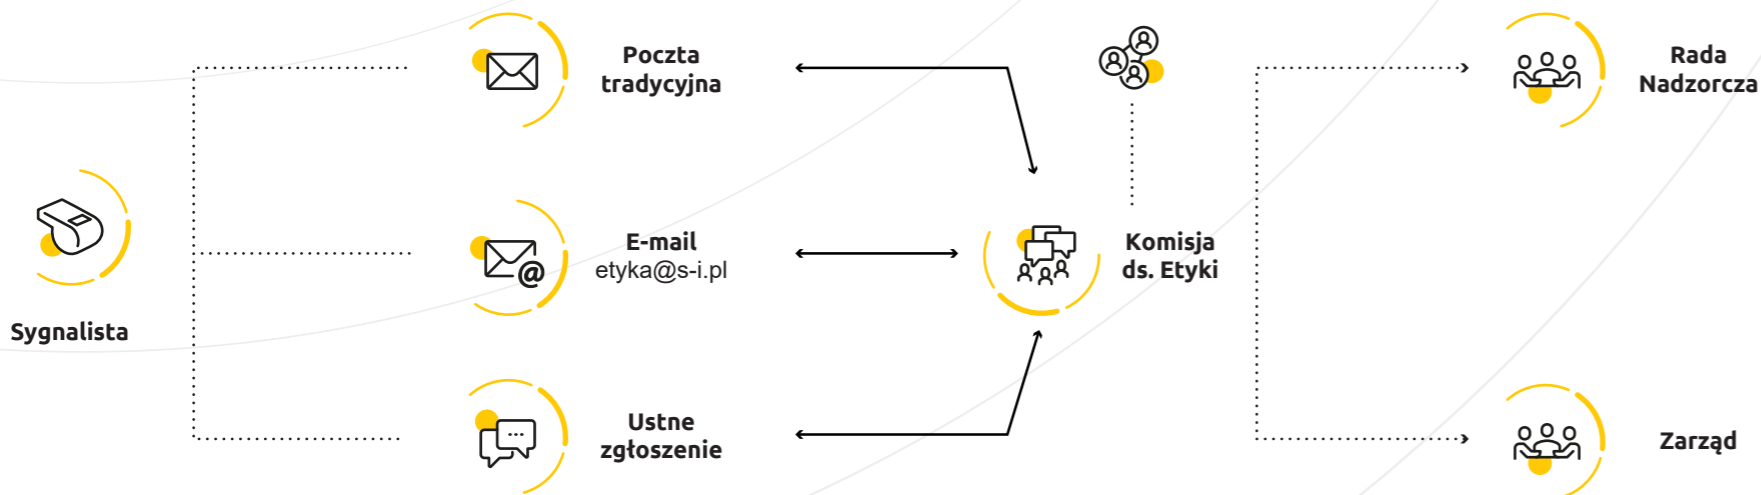 Poczta
tradycyjna
Rada
Nadzorcza
Sygnalista
E-mail
etyka@s-i.pl
Komisja
ds. Etyki
Ustne
zgłoszenie
Zarząd